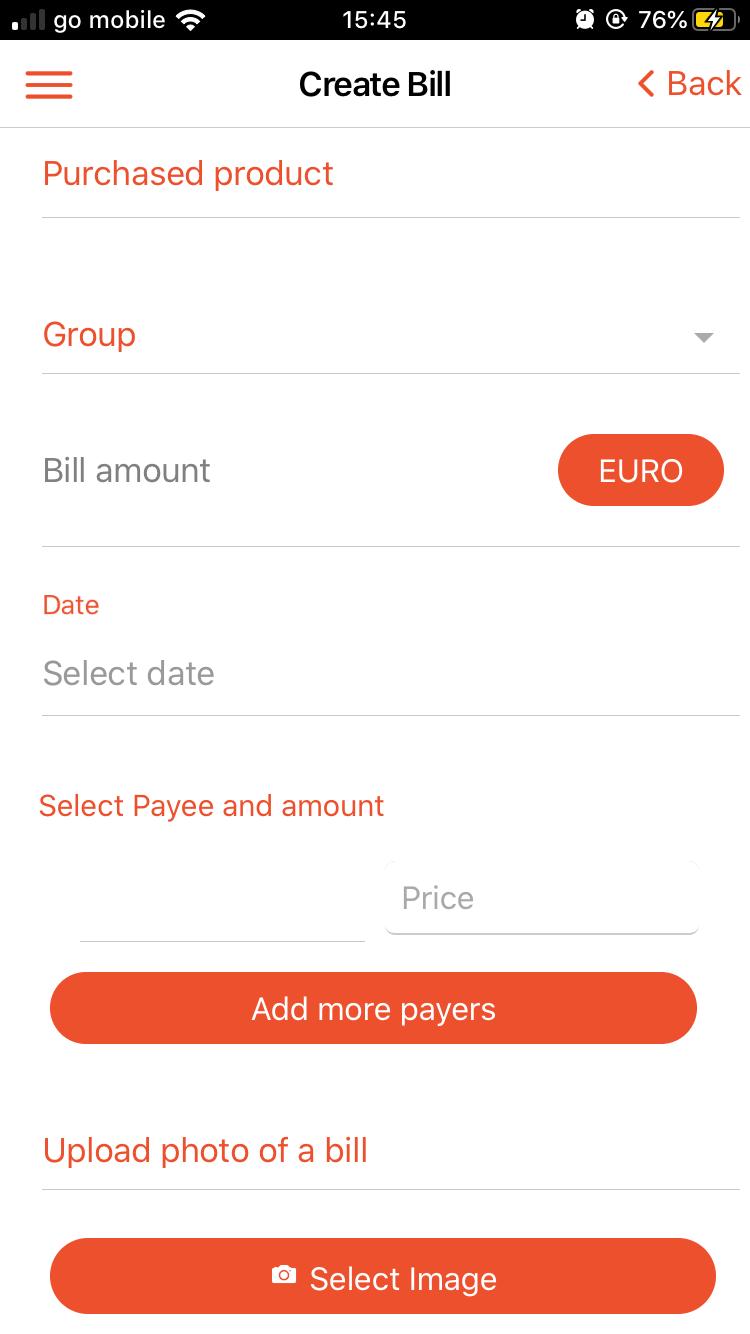 go mobile 15:45 76%
Create Bill Back
Purchased product
Group
Bill amount EURO
Date
Select date
Select Payee and amount
Price
Add more payers
Upload photo of a bill
Select Image